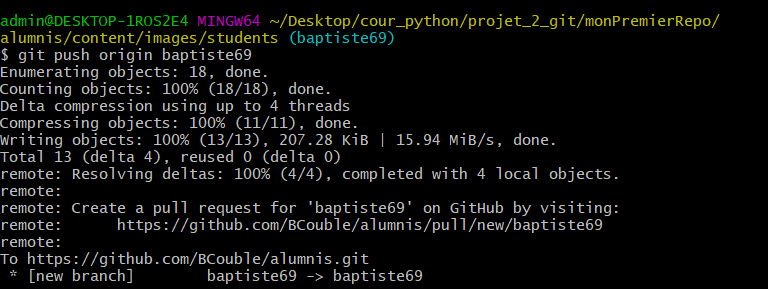 admin@DESKTOP-1ROS2E4 MINGW64 ~/Desktop/cour_python/projet_2_git/monPremierRepo/
alumnis/content/images/students (baptiste69)
$ git push origin baptiste69
Enumerating objects: 18, done.
Counting objects: 100% (18/18), done.
Delta compression using up to 4 threads
Compressing objects: 100% (11/11), done.
Writing objects: 100% (13/13), 207.28 KiB | 15.94 MiB/s, done.
Total 13 (delta 4), reused 0 (delta 0)
remote: Resolving deltas: 100% (4/4), completed with 4 local objects.
remote:
remote: Create a pull request for 'baptiste69' on GitHub by visiting:
remote:      https://github.com/BCouble/alumnis/pull/new/baptiste69
remote:
To https://github.com/BCouble/alumnis.git
 * [new branch]      baptiste69 -> baptiste69